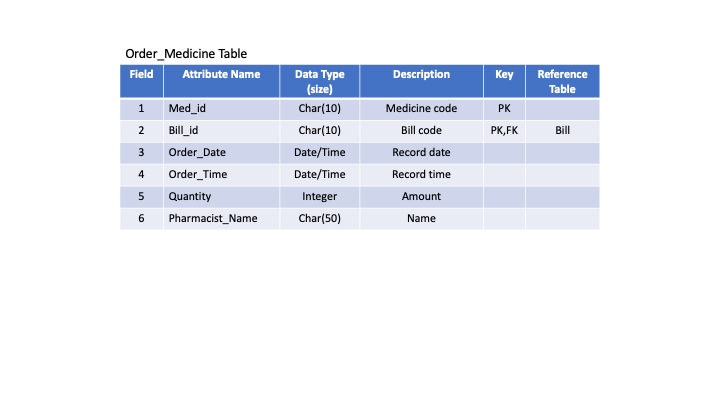 Order_Medicine Table
Field Attribute Name Data Type (size) Description Key Reference Table
1 Med_id Char(10) Medicine code PK
2 Bill_id Char(10) Bill code PK,FK Bill
3 Order_Date Date/Time Record date
4 Order_Time Date/Time Record time
5 Quantity Integer Amount
6 Pharmacist_Name Char(50) Name